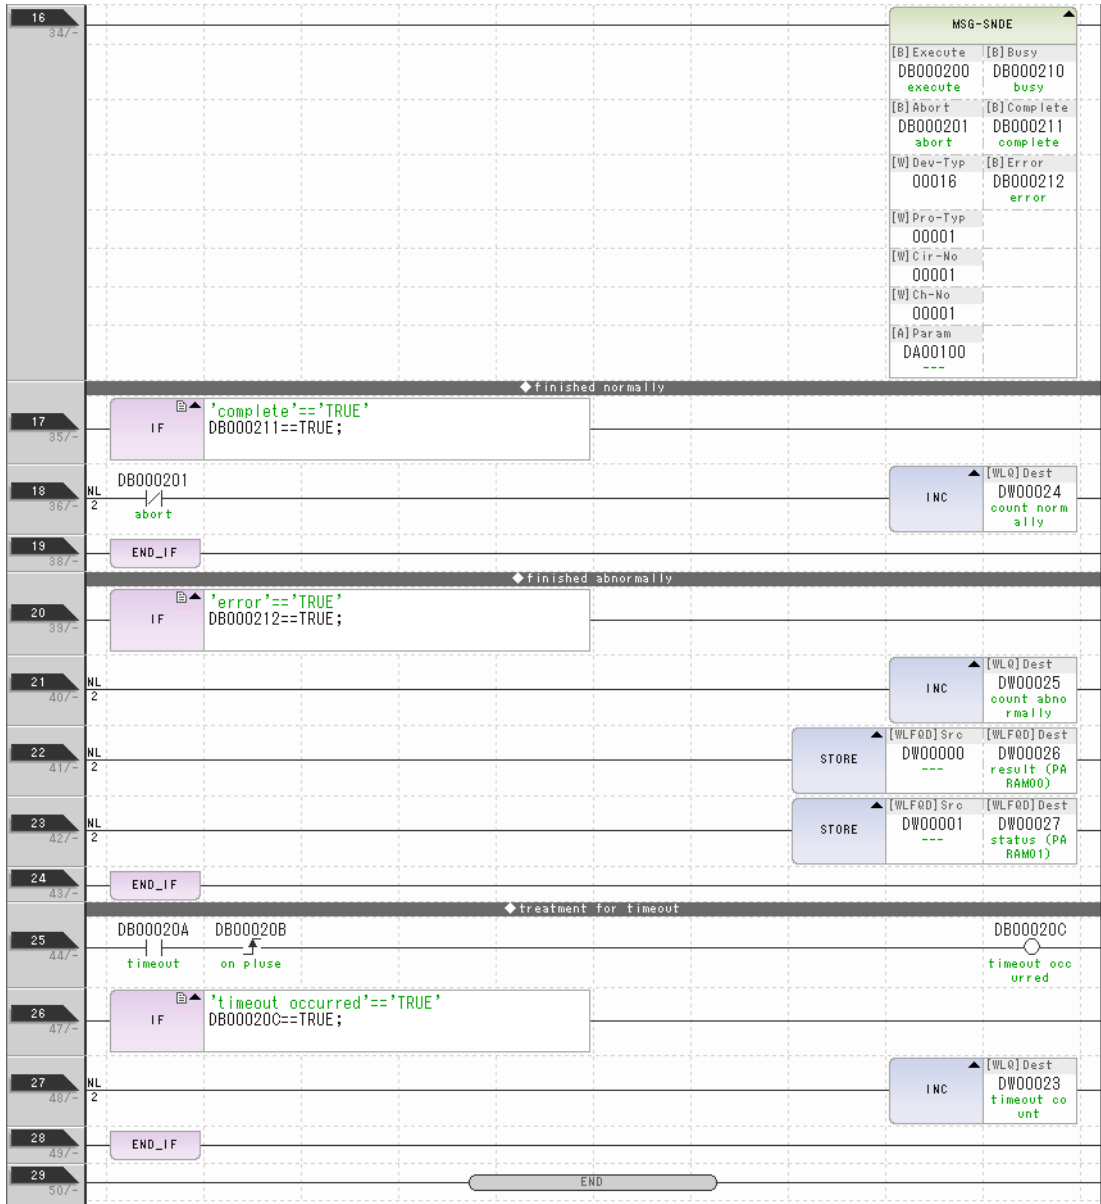 16
34/-
MSG-SNDE
[B]Execute [B]Busy
DB000200 DB000210
execute busy
[B]Abort [B]Complete
DB000201 DB000211
abort complete
[W]Dev-Typ [B]Error
00016 DB000212
error
[W]Pro-Typ
00001
[W]Cir-No
00001
[W]Ch-No
00001
[A]Param
DA00100
---
◆finished normally
17
35/-
IF
'complete'=='TRUE'
DB000211==TRUE;
18
36/-
NL
2
DB000201
abort
INC
[WLQ]Dest
DW00024
count norm
ally
19
38/-
END_IF
◆finished abnormally
20
39/-
IF
'error'=='TRUE'
DB000212==TRUE;
21
40/-
NL
2
INC
[WLQ]Dest
DW00025
count abno
rmally
22
41/-
NL
2
STORE
[WLFQD]Src [WLFQD]Dest
DW00000 DW00026
--- result (PA
RAM00)
23
42/-
NL
2
STORE
[WLFQD]Src [WLFQD]Dest
DW00001 DW00027
--- status (PA
RAM01)
24
43/-
END_IF
◆treatment for timeout
25
44/-
DB00020A DB00020B DB00020C
timeout on pluse timeout occ
urred
26
47/-
IF
'timeout occurred'=='TRUE'
DB00020C==TRUE;
27
48/-
NL
2
INC
[WLQ]Dest
DW00023
timeout co
unt
28
49/-
END_IF
29
50/-
END